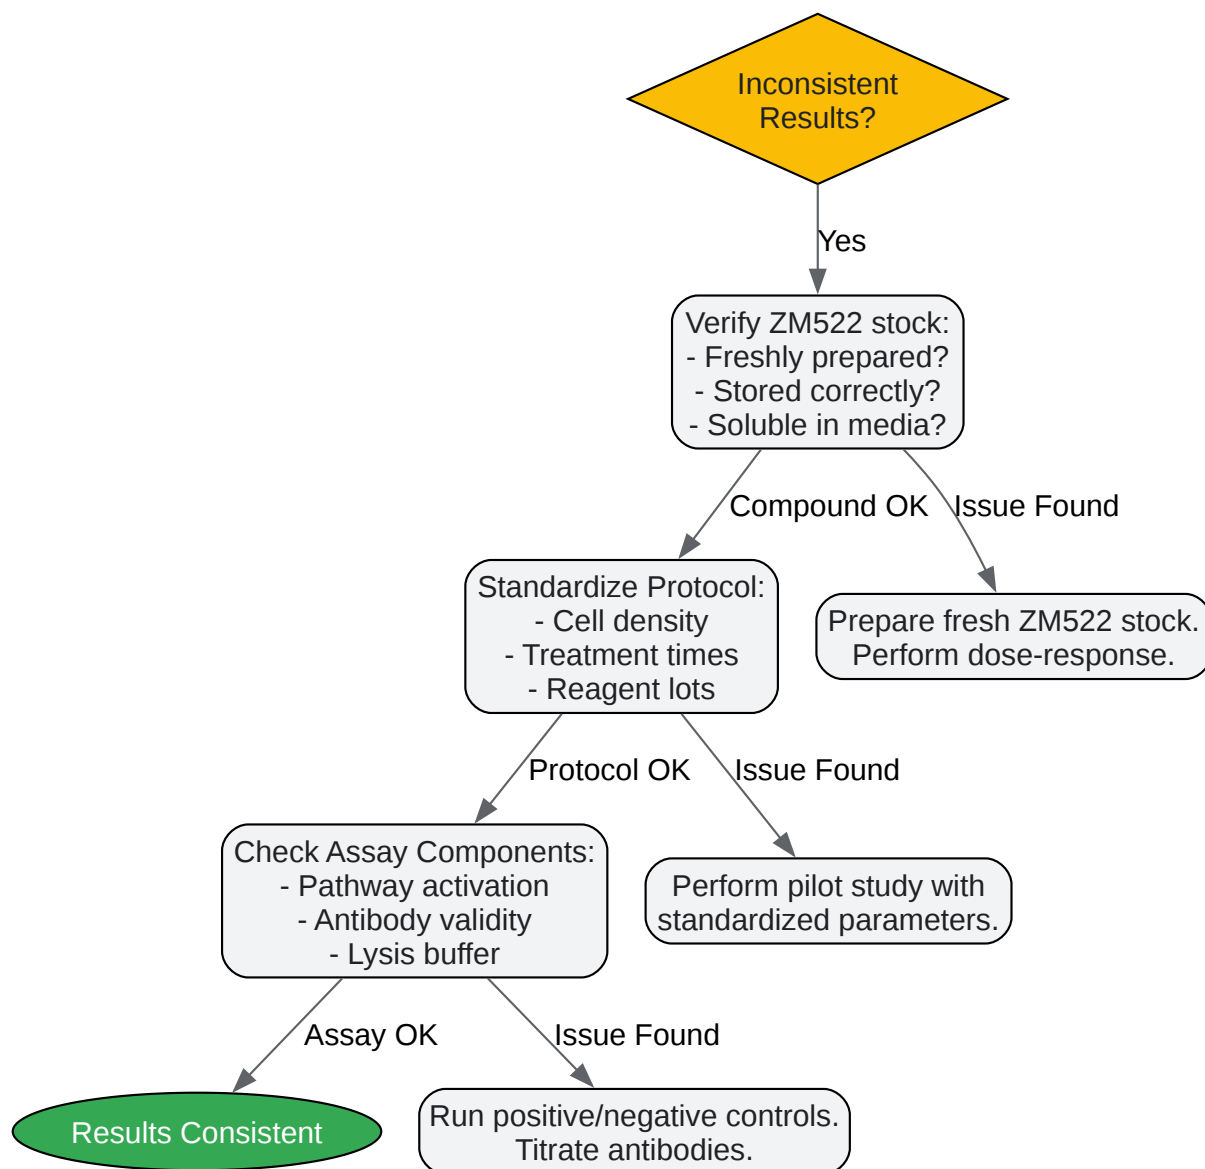 Inconsistent
Results?
Yes
Verify ZM522 stock:
- Freshly prepared?
- Stored correctly?
- Soluble in media?
Compound OK
Issue Found
Standardize Protocol:
- Cell density
- Treatment times
- Reagent lots
Prepare fresh ZM522 stock.
Perform dose-response.
Protocol OK
Issue Found
Check Assay Components:
- Pathway activation
- Antibody validity
- Lysis buffer
Perform pilot study with
standardized parameters.
Assay OK
Issue Found
Results Consistent
Run positive/negative controls.
Titrate antibodies.